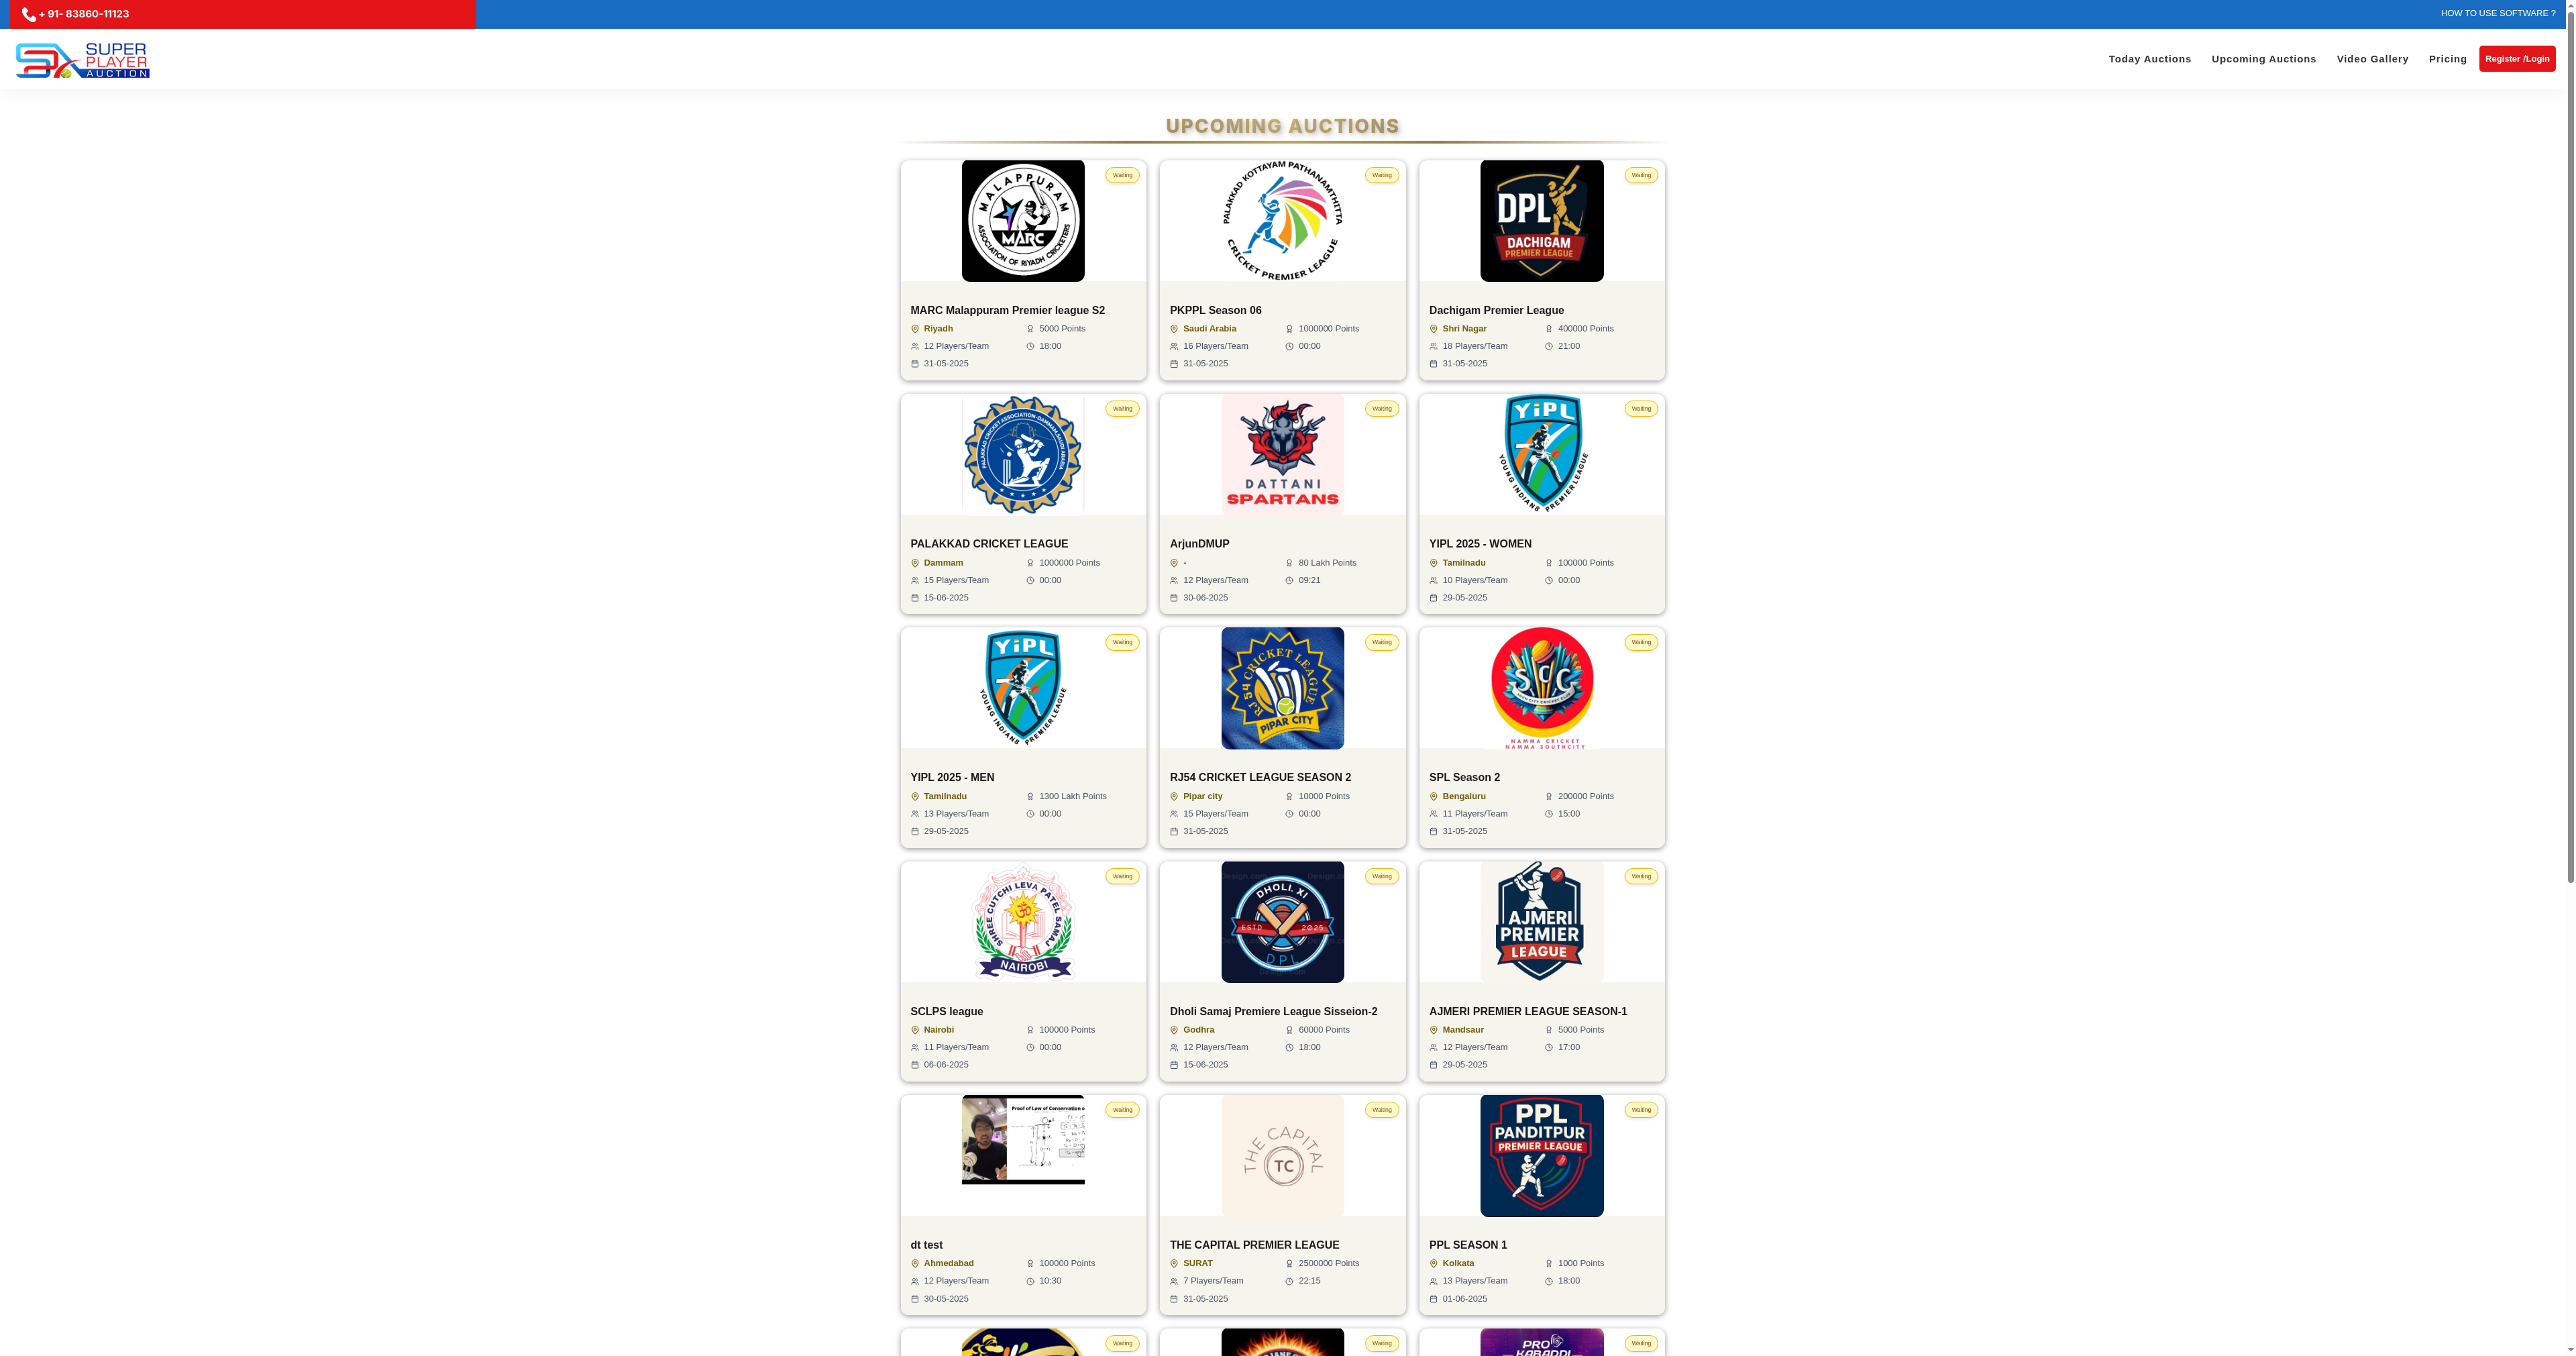 + 91- 83860-11123
HOW TO USE SOFTWARE ?
SUPER
PLAYER
AUCTION
Today Auctions
Upcoming Auctions
Video Gallery
Pricing
Register /Login
UPCOMING AUCTIONS
MALAPPURAM
MARC
ASSOCIATION OF RIYADH CRICKETERS
Waiting
MARC Malappuram Premier league S2
Riyadh
5000 Points
12 Players/Team
18:00
31-05-2025
PALAKKAD KOTTAYAM PATHANAMTHITTA
CRICKET PREMIER LEAGUE
Waiting
PKPPL Season 06
Saudi Arabia
1000000 Points
16 Players/Team
00:00
31-05-2025
DPL
DACHIGAM
PREMIER LEAGUE
Waiting
Dachigam Premier League
Shri Nagar
400000 Points
18 Players/Team
21:00
31-05-2025
PALAKKAD CRICKET ASSOCIATION-DAMMAM, SAUDI ARABIA
Waiting
PALAKKAD CRICKET LEAGUE
Dammam
1000000 Points
15 Players/Team
00:00
15-06-2025
DATTANI
SPARTANS
Waiting
ArjunDMUP
-
80 Lakh Points
12 Players/Team
09:21
30-06-2025
YiPL
YOUNG INDIANS PREMIER LEAGUE
Waiting
YIPL 2025 - WOMEN
Tamilnadu
100000 Points
10 Players/Team
00:00
29-05-2025
YiPL
YOUNG INDIANS PREMIER LEAGUE
Waiting
YIPL 2025 - MEN
Tamilnadu
1300 Lakh Points
13 Players/Team
00:00
29-05-2025
RJ54 CRICKET LEAGUE
PIPAR CITY
Waiting
RJ54 CRICKET LEAGUE SEASON 2
Pipar city
10000 Points
15 Players/Team
00:00
31-05-2025
SCC
NAMMA CRICKET
NAMMA SOUTHCITY
Waiting
SPL Season 2
Bengaluru
200000 Points
11 Players/Team
15:00
31-05-2025
SHREE CUTCHI LEVA PATEL SAMAJ
ॐ
NAIROBI
Waiting
SCLPS league
Nairobi
100000 Points
11 Players/Team
00:00
06-06-2025
DHOLI. XI
ESTD 2025
DPL
Waiting
Dholi Samaj Premiere League Sisseion-2
Godhra
60000 Points
12 Players/Team
18:00
15-06-2025
AJMERI
PREMIER
LEAGUE
Waiting
AJMERI PREMIER LEAGUE SEASON-1
Mandsaur
5000 Points
12 Players/Team
17:00
29-05-2025
Proof of Law of Conservation o
Waiting
dt test
Ahmedabad
100000 Points
12 Players/Team
10:30
30-05-2025
THE CAPITAL
TC
Waiting
THE CAPITAL PREMIER LEAGUE
SURAT
2500000 Points
7 Players/Team
22:15
31-05-2025
PPL
PANDITPUR
PREMIER LEAGUE
Waiting
PPL SEASON 1
Kolkata
1000 Points
13 Players/Team
18:00
01-06-2025
Waiting
Waiting
PRO
KABADDI
Waiting